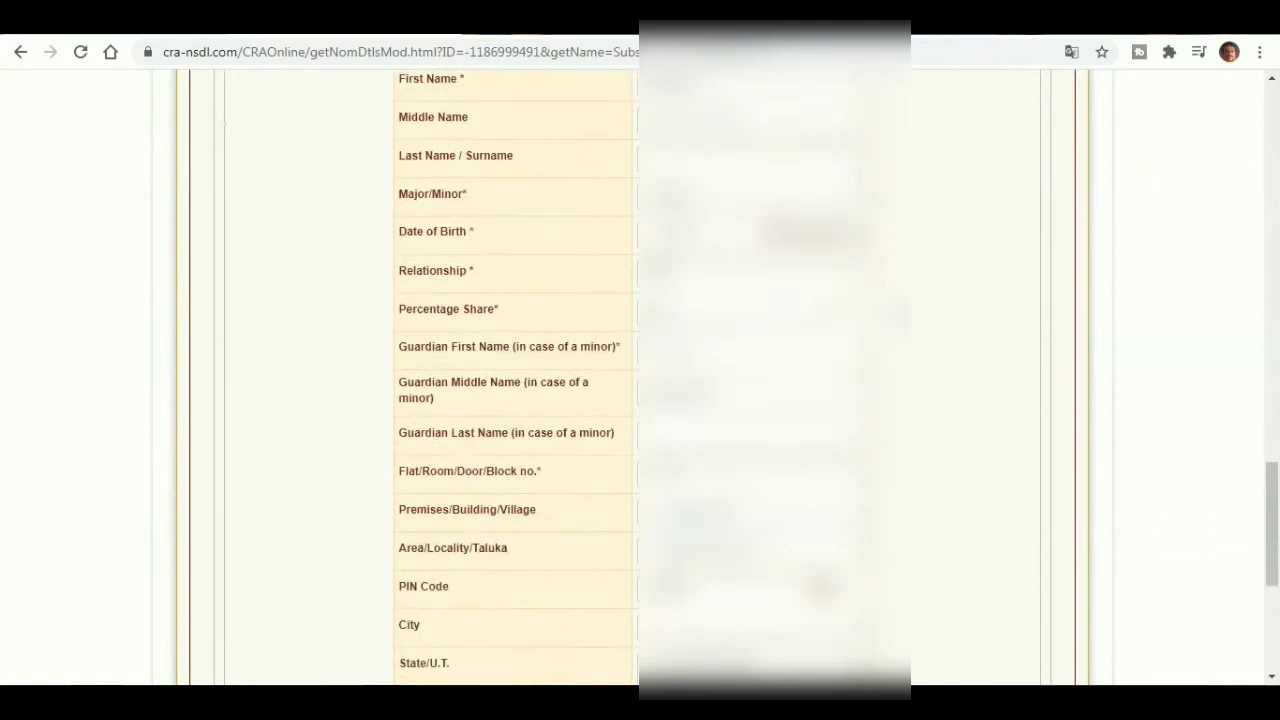 cra-nsdl.com/CRAOnline/getNomDtlsMod.html?ID=-1186999491&getName=Subs
First Name *
Middle Name
Last Name / Surname
Major/Minor*
Date of Birth *
Relationship *
Percentage Share*
Guardian First Name (in case of a minor)*
Guardian Middle Name (in case of a
minor)
Guardian Last Name (in case of a minor)
Flat/Room/Door/Block no.*
Premises/Building/Village
Area/Locality/Taluka
PIN Code
City
State/U.T.